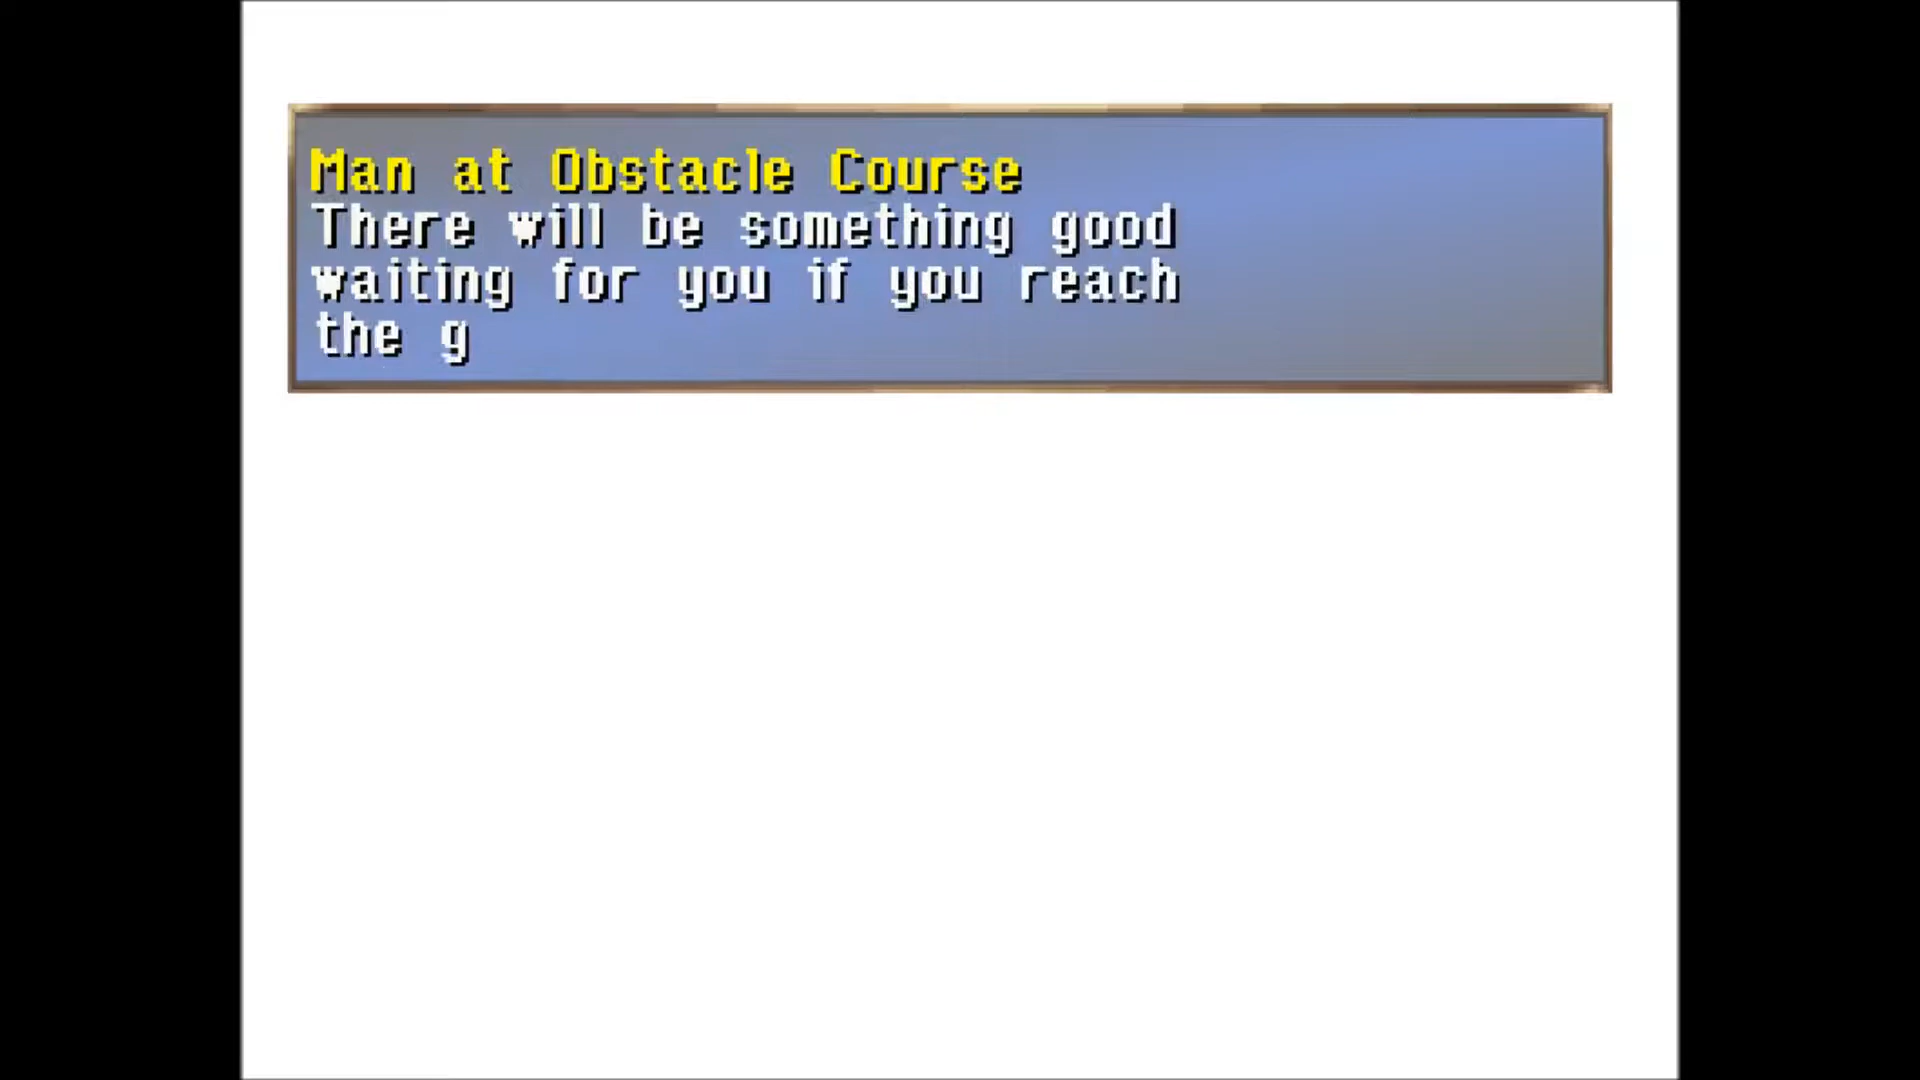 Man at Obstacle Course
There will be something good
waiting for you if you reach
the g